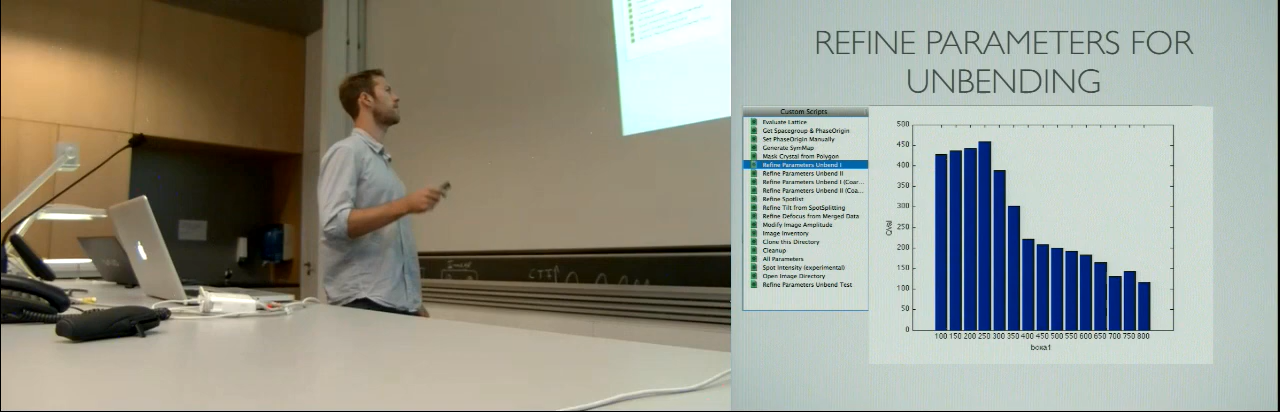 REFINE PARAMETERS FOR
UNBENDING
Custom Scripts
Evaluate Lattice
Get Spacegroup & PhaseOrigin
Set PhaseOrigin Manually
Generate SymMap
Mask Crystal from Polygon
Refine Parameters Unbend I
Refine Parameters Unbend II
Refine Parameters Unbend I (Coar...
Refine Parameters Unbend II (Coa...
Refine Spotlist
Refine Tilt from SpotSplitting
Refine Defocus from Merged Data
Modify Image Amplitude
Image Inventory
Clone this Directory
Cleanup
All Parameters
Spot Intensity (experimental)
Open Image Directory
Refine Parameters Unbend Test
500
450
400
350
300
250
200
150
100
50
0
QVal
100 150 200 250 300 350 400 450 500 550 600 650 700 750 800
boxa1